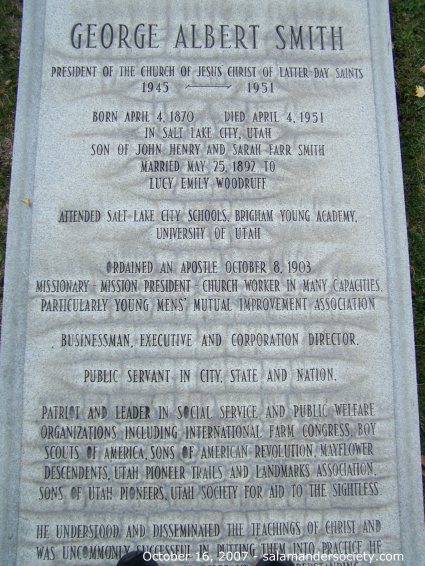 GEORGE ALBERT SMITH
PRESIDENT OF THE CHURCH OF JESUS CHRIST OF LATTER-DAY SAINTS
1945 1951
BORN APRIL 4, 1870 DIED APRIL 4, 1951
IN SALT LAKE CITY, UTAH
SON OF JOHN HENRY AND SARAH FARR SMITH
MARRIED MAY 25, 1892 TO
LUCY EMILY WOODRUFF
ATTENDED SALT LAKE CITY SCHOOLS, BRIGHAM YOUNG ACADEMY,
UNIVERSITY OF UTAH
ORDAINED AN APOSTLE OCTOBER 8, 1903
MISSIONARY - MISSION PRESIDENT - CHURCH WORKER IN MANY CAPACITIES,
PARTICULARLY YOUNG MENS' MUTUAL IMPROVEMENT ASSOCIATION
BUSINESSMAN, EXECUTIVE AND CORPORATION DIRECTOR.
PUBLIC SERVANT IN CITY, STATE AND NATION.
PATRIOT AND LEADER IN SOCIAL SERVICE AND PUBLIC WELFARE
ORGANIZATIONS INCLUDING INTERNATIONAL FARM CONGRESS, BOY
SCOUTS OF AMERICA, SONS OF AMERICAN REVOLUTION, MAYFLOWER
DESCENDENTS, UTAH PIONEER TRAILS AND LANDMARKS ASSOCIATION,
SONS OF UTAH PIONEERS, UTAH SOCIETY FOR AID TO THE SIGHTLESS.
HE UNDERSTOOD AND DISSEMINATED THE TEACHINGS OF CHRIST AND
WAS UNCOMMONLY SUCCESSFUL IN PUTTING THEM INTO PRACTICE. HE
October 16, 2007 - salamandersociety.com